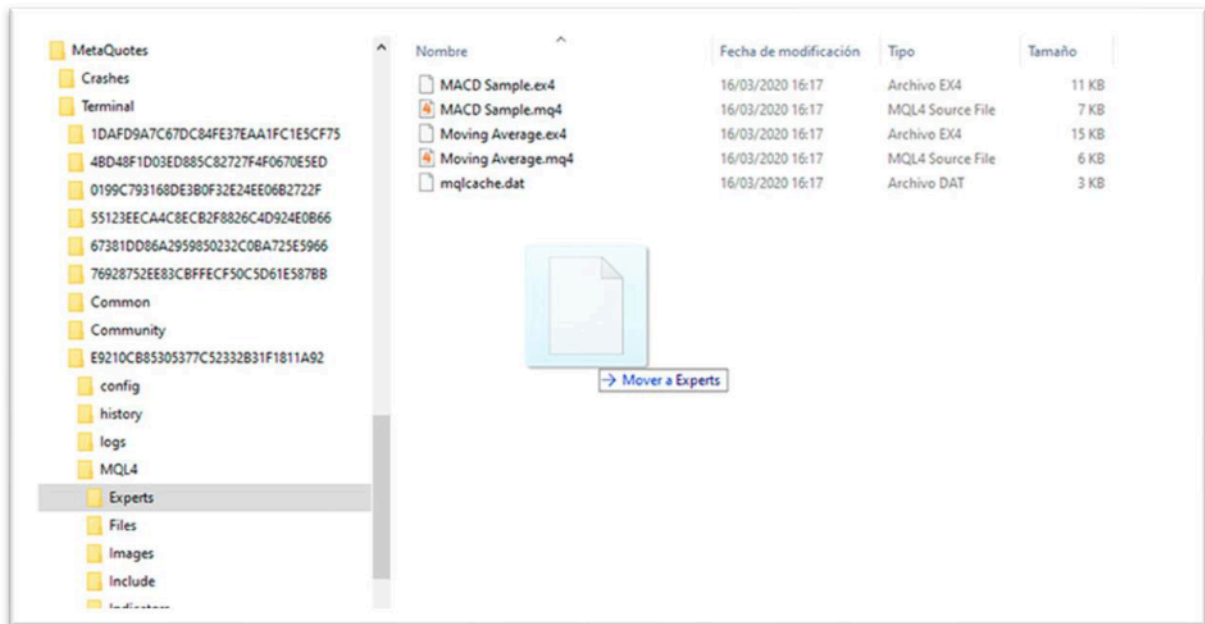 MetaQuotes
Crashes
Terminal
1DAFD9A7C67DC84FE37EAA1FC1E5CF75
4BD48F1D03ED885C82727F4F0670E5ED
0199C793168DE3B0F32E24EE06B2722F
55123EECA4C8ECB2F8826C4D924E0B66
67381DD86A2959850232C0BA725E5966
76928752EE83CBFFECF50C5D61E587BB
Common
Community
E9210CB85305377C52332B31F1811A92
config
history
logs
MQL4
Experts
Files
Images
Include
Indicators
Nombre Fecha de modificación Tipo Tamaño
MACD Sample.ex4 16/03/2020 16:17 Archivo EX4 11 KB
MACD Sample.mq4 16/03/2020 16:17 MQL4 Source File 7 KB
Moving Average.ex4 16/03/2020 16:17 Archivo EX4 15 KB
Moving Average.mq4 16/03/2020 16:17 MQL4 Source File 6 KB
mqlcache.dat 16/03/2020 16:17 Archivo DAT 3 KB
Mover a Experts